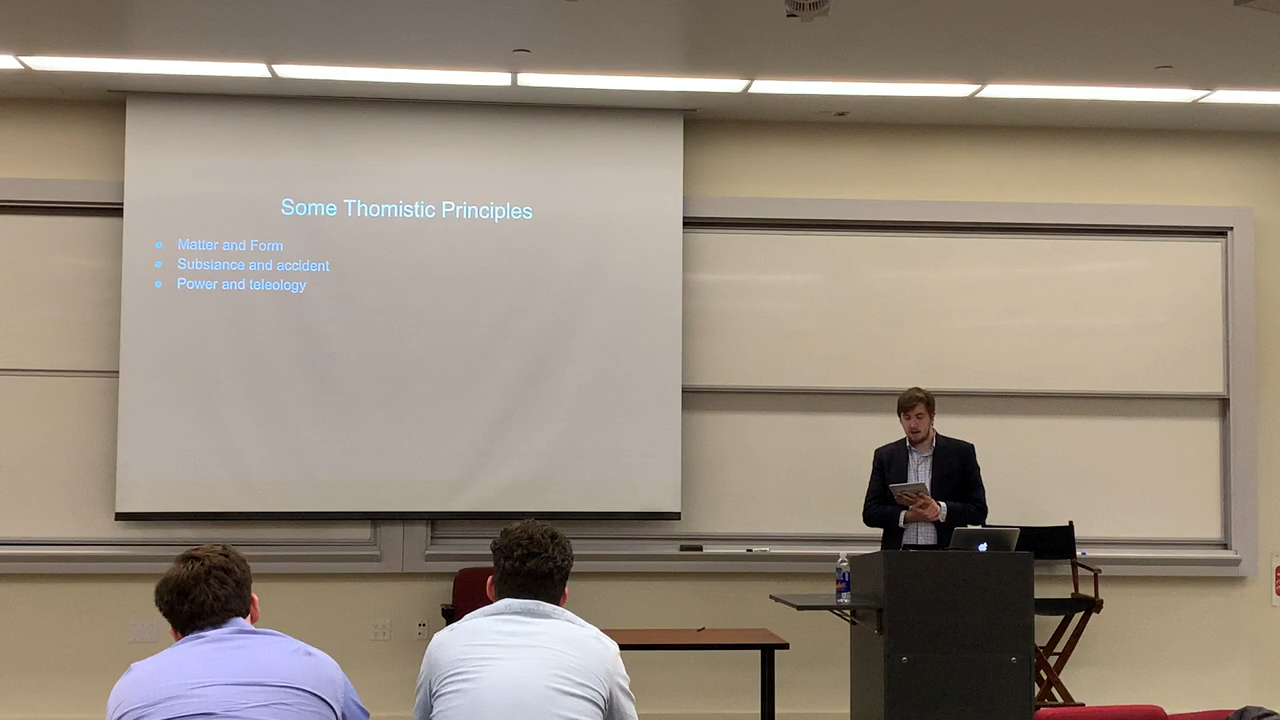 Some Thomistic Principles
Matter and Form
Substance and accident
Power and teleology